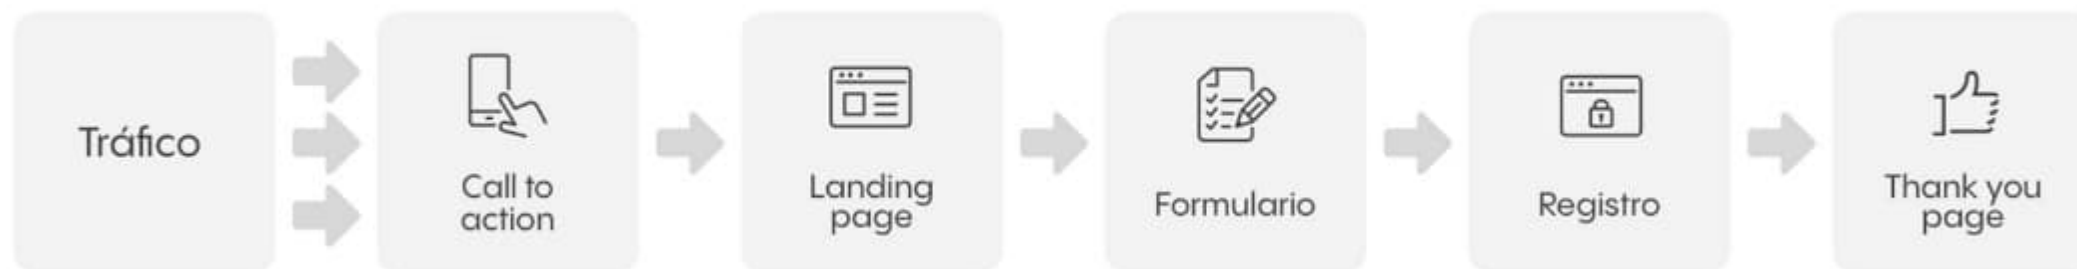 Tráfico
Call to
action
Landing
page
Formulario
Registro
Thank you
page